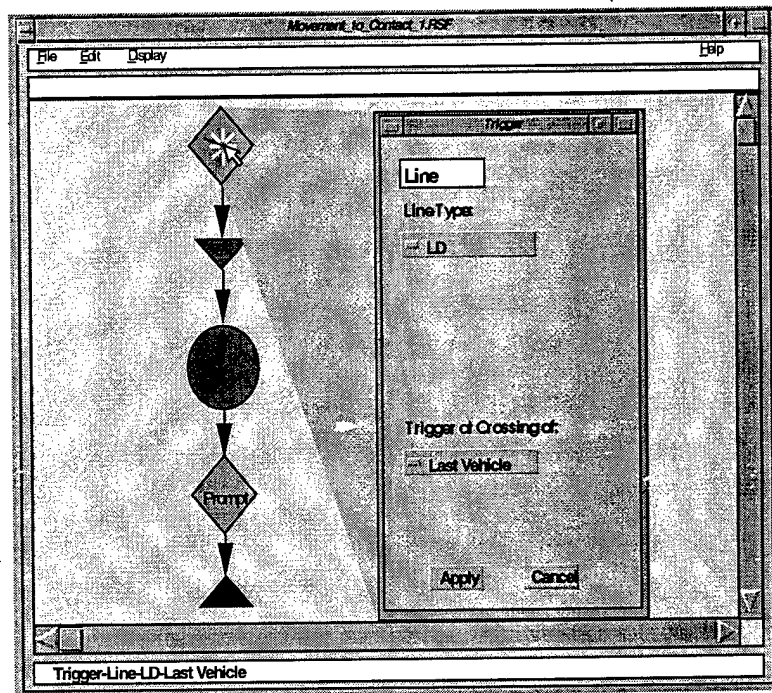 Movement_to_Contact_1.RSF
File Edit Display Help
Trigger
Line
Line Type:
LD
Trigger at Crossing of:
Last Vehicle
Prompt
Apply Cancel
Trigger-Line-LD-Last Vehicle